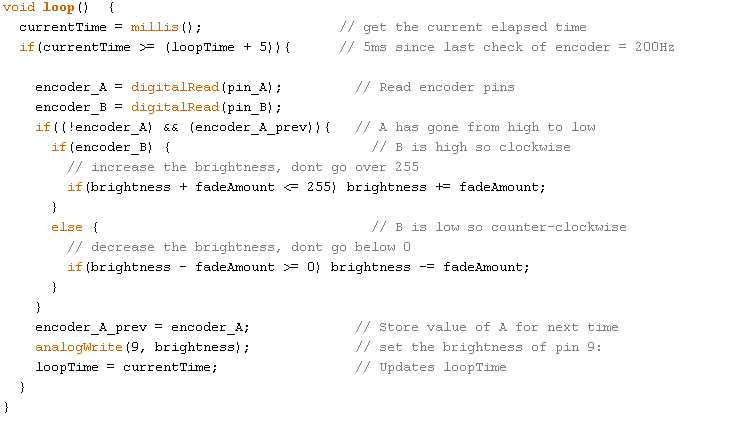 void loop()  {
  currentTime = millis();                 // get the current elapsed time
  if(currentTime >= (loopTime + 5)){      // 5ms since last check of encoder = 200Hz
    encoder_A = digitalRead(pin_A);         // Read encoder pins
    encoder_B = digitalRead(pin_B);
    if((!encoder_A) && (encoder_A_prev)){   // A has gone from high to low
      if(encoder_B) {                         // B is high so clockwise
        // increase the brightness, dont go over 255
        if(brightness + fadeAmount <= 255) brightness += fadeAmount;
      }
      else {                                  // B is low so counter-clockwise
        // decrease the brightness, dont go below 0
        if(brightness - fadeAmount >= 0) brightness -= fadeAmount;
      }
    }
    encoder_A_prev = encoder_A;             // Store value of A for next time
    analogWrite(9, brightness);             // set the brightness of pin 9:
    loopTime = currentTime;                 // Updates loopTime
  }
}